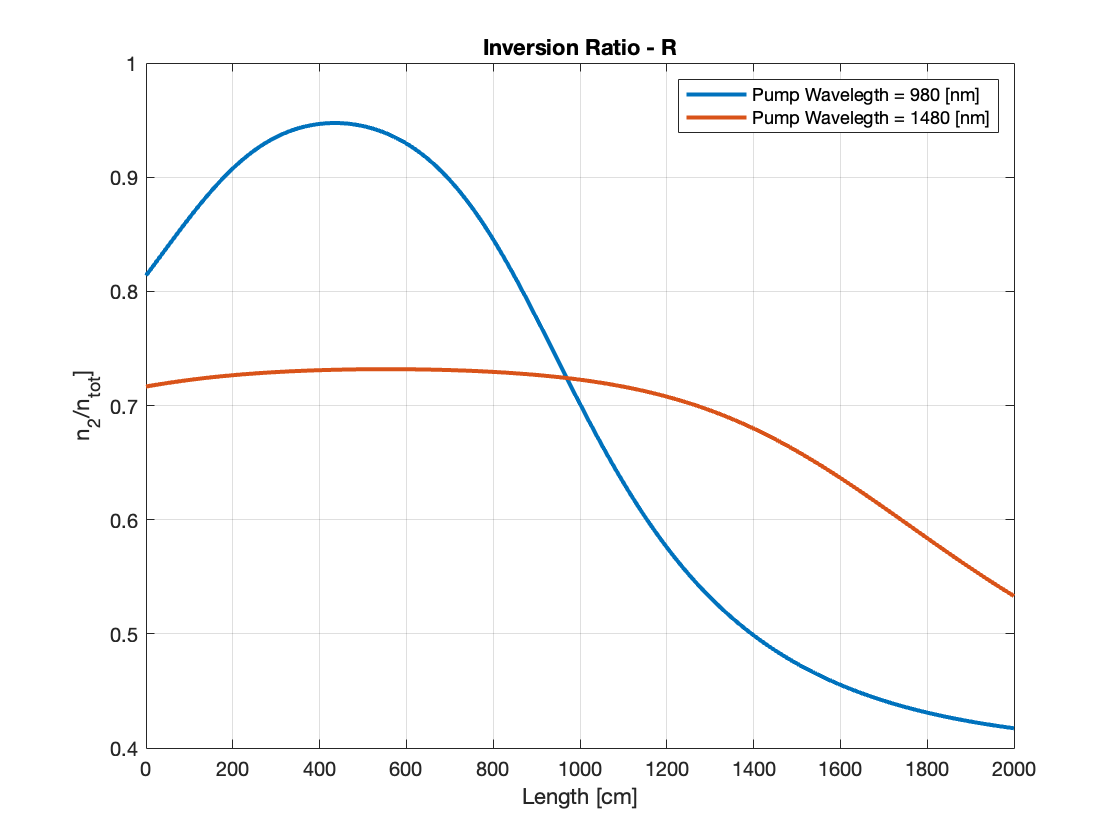 Inversion Ratio - R
Pump Wavelegth = 980 [nm]
Pump Wavelegth = 1480 [nm]
1
0.9
0.8
0.7
0.6
0.5
0.4
n2/ntot]
0 200 400 600 800 1000 1200 1400 1600 1800 2000
Length [cm]